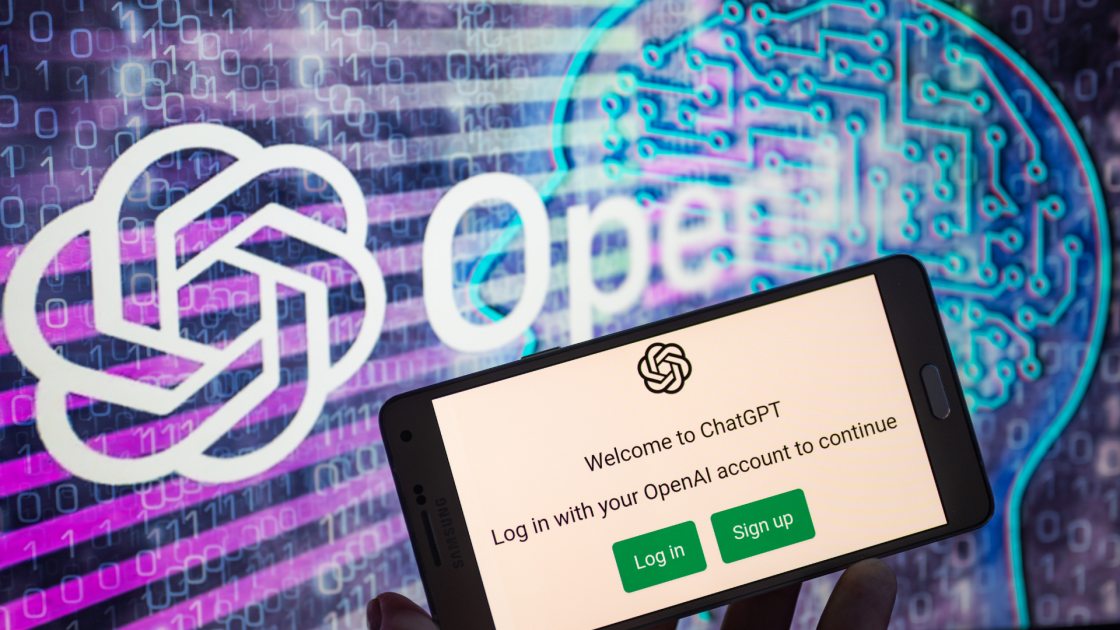 Open
SAMSUNG
Welcome to ChatGPT
Log in with your OpenAI account to continue
Log in
Sign up